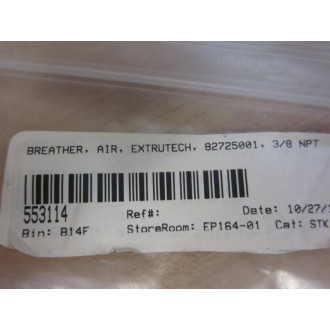 BREATHER, AIR, EXTRUTECH, 82725001, 3/8 NPT
553114 Ref#: Date: 10/27/1
Bin: B14F StoreRoom: EP164-01 Cat: STK